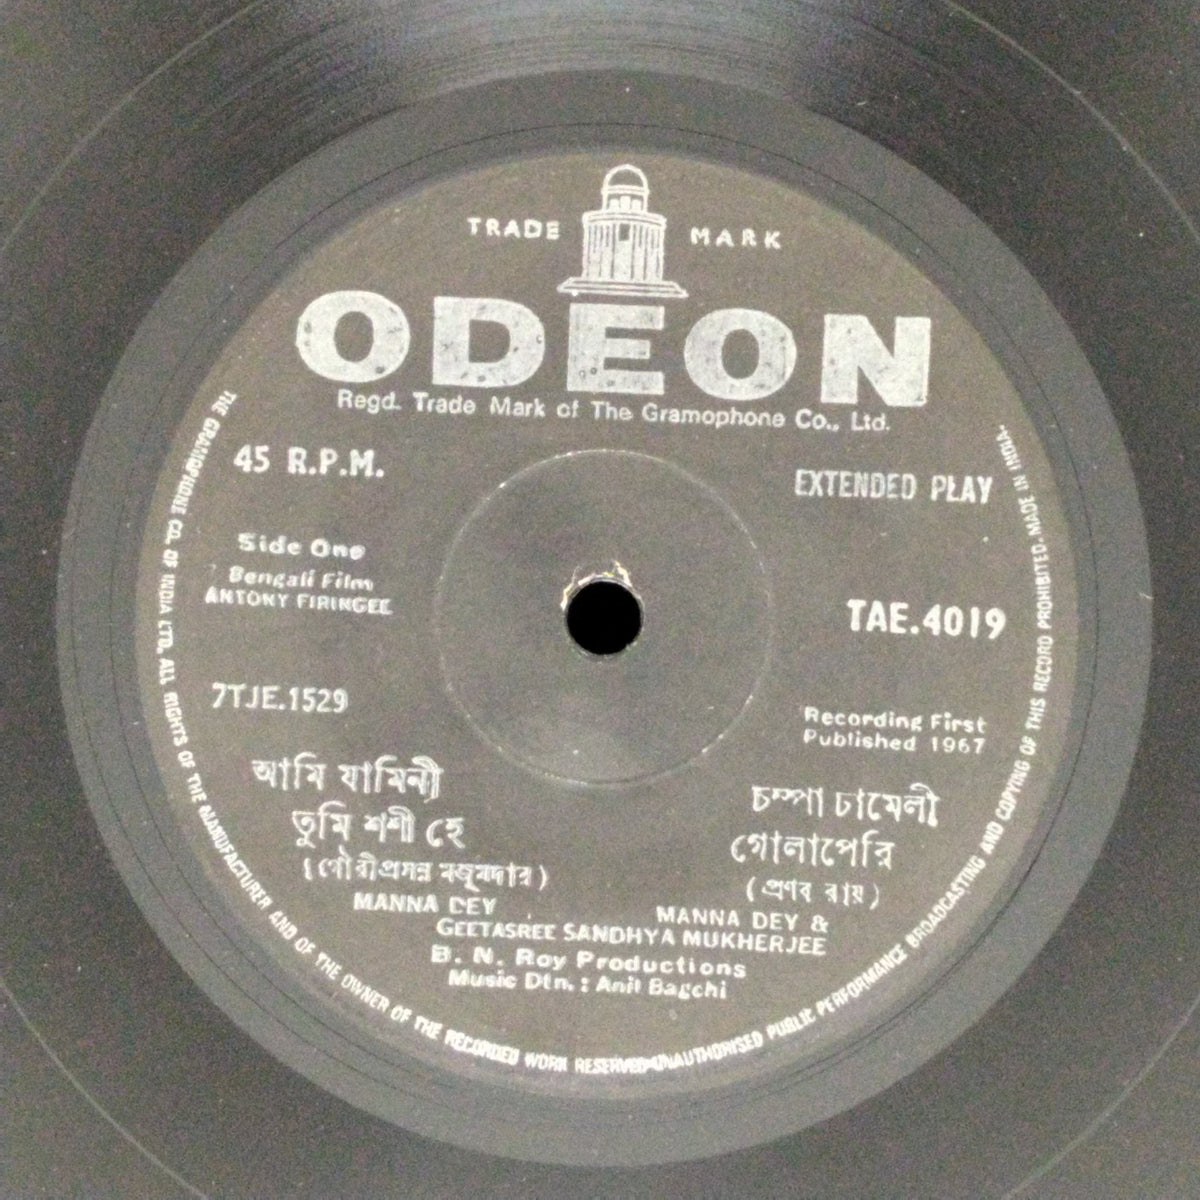 TRADE MARK
ODEON
Regd. Trade Mark of The Gramophone Co., Ltd.
45 R.P.M.
EXTENDED PLAY
Side One
Bengali Film
ANTONY FIRINGEE
TAE.4019
7TJE.1529
Recording First
Published 1967
আমি যামিনী
তুমি শশী হে
(গৌরীপ্রসন্ন মজুমদার)
MANNA DEY
চম্পা চামেলী
গোলাপেরি
(প্রণব রায়)
MANNA DEY &
GEETASREE SANDHYA MUKHERJEE
B. N. Roy Productions
Music Dtn. : Anil Bagchi
THE GRAMOPHONE CO. OF INDIA LTD. ALL RIGHTS OF THE MANUFACTURER AND OF THE OWNER OF THE RECORDED WORK RESERVED-UNAUTHORISED PUBLIC PERFORMANCE BROADCASTING AND COPYING OF THIS RECORD PROHIBITED. MADE IN INDIA.